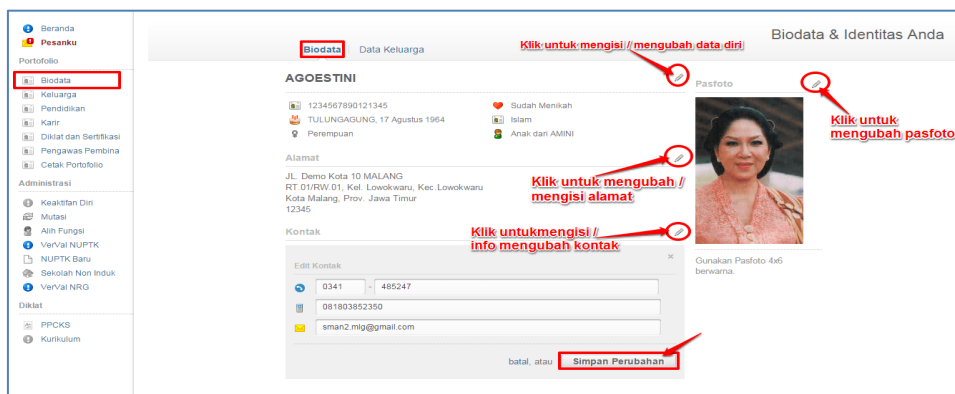 Beranda
Pesanku
Portofolio
Biodata
Keluarga
Pendidikan
Karir
Diklat dan Sertifikasi
Pengawas Pembina
Cetak Portofolio
Administrasi
Keaktifan Diri
Mutasi
Alih Fungsi
VerVal NUPTK
NUPTK Baru
Sekolah Non Induk
VerVal NRG
Diklat
PPCKS
Kurikulum
Biodata & Identitas Anda
Biodata Data Keluarga
Klik untuk mengisi / mengubah data diri
AGOESTINI
1234567890121345
Sudah Menikah
TULUNGAGUNG, 17 Agustus 1964
Islam
Perempuan
Anak dari AMINI
Alamat
JL. Demo Kota 10 MALANG
RT.01/RW.01, Kel. Lowokwaru, Kec.Lowokwaru
Kota Malang, Prov. Jawa Timur
12345
Klik untuk mengubah /
mengisi alamat
Kontak
Klik untukmengisi /
info mengubah kontak
Edit Kontak
×
0341 - 485247
081803852350
sman2.mlg@gmail.com
batal, atau Simpan Perubahan
Pasfoto
Klik untuk
mengubah pasfoto
Gunakan Pasfoto 4x6
berwarna.